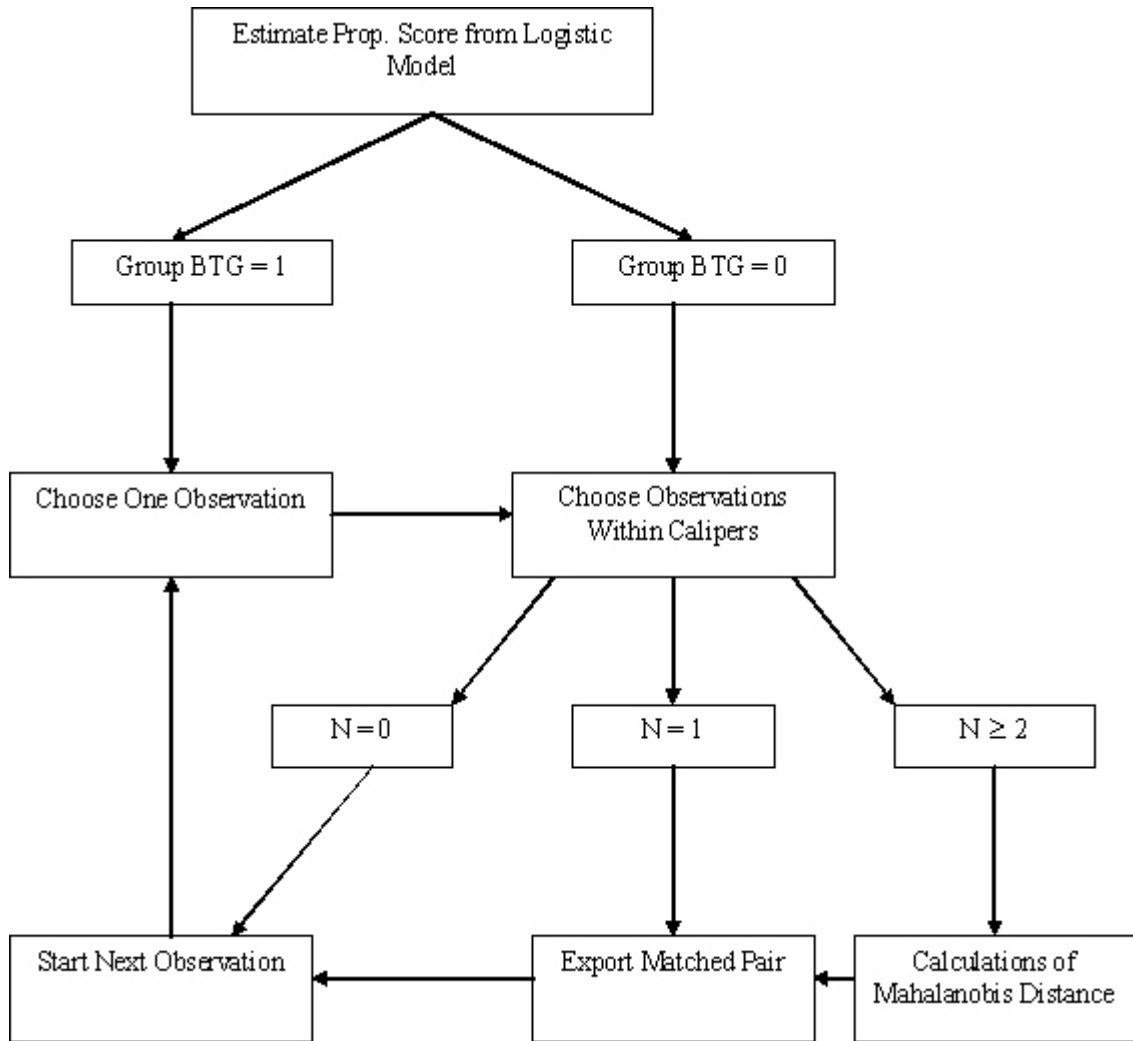 Estimate Prop. Score from Logistic
Model
Group BTG = 1
Group BTG = 0
Choose One Observation
Choose Observations
Within Calipers
N = 0
N = 1
N ≥ 2
Start Next Observation
Export Matched Pair
Calculations of
Mahalanobis Distance